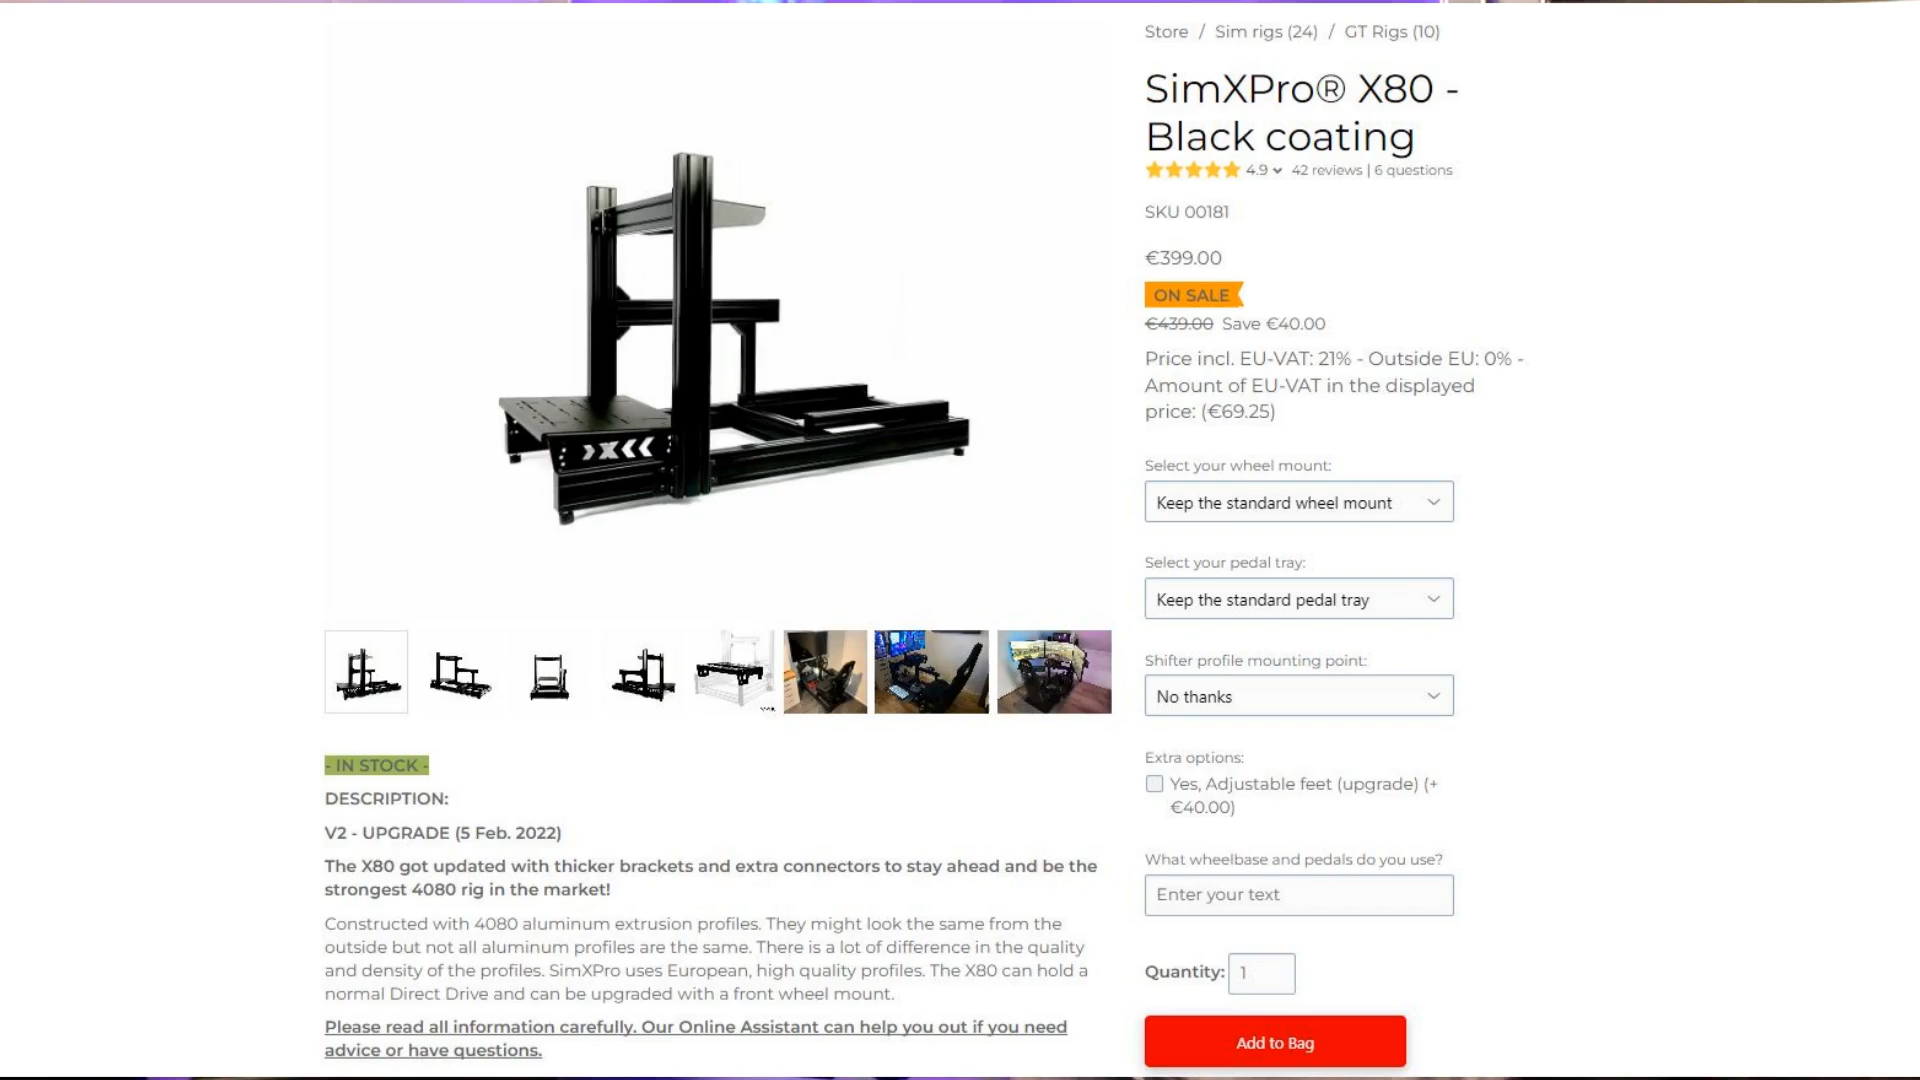 Store / Sim rigs (24) / GT Rigs (10)
SimXPro® X80 -
Black coating
4.9 42 reviews | 6 questions
SKU 00181
€399.00
ON SALE
€439.00 Save €40.00
Price incl. EU-VAT: 21% - Outside EU: 0% -
Amount of EU-VAT in the displayed
price: (€69.25)
Select your wheel mount:
Keep the standard wheel mount
Select your pedal tray:
Keep the standard pedal tray
Shifter profile mounting point:
No thanks
Extra options:
Yes, Adjustable feet (upgrade) (+
€40.00)
What wheelbase and pedals do you use?
Enter your text
Quantity: 1
Add to Bag
- IN STOCK -
DESCRIPTION:
V2 - UPGRADE (5 Feb. 2022)
The X80 got updated with thicker brackets and extra connectors to stay ahead and be the
strongest 4080 rig in the market!
Constructed with 4080 aluminum extrusion profiles. They might look the same from the
outside but not all aluminum profiles are the same. There is a lot of difference in the quality
and density of the profiles. SimXPro uses European, high quality profiles. The X80 can hold a
normal Direct Drive and can be upgraded with a front wheel mount.
Please read all information carefully. Our Online Assistant can help you out if you need
advice or have questions.